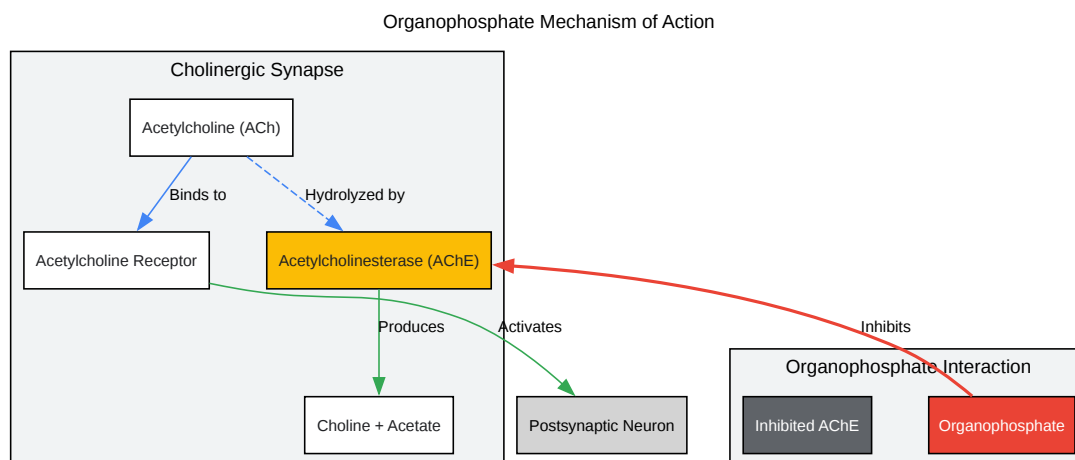 Organophosphate Mechanism of Action
Cholinergic Synapse
Acetylcholine (ACh)
Binds to
Hydrolyzed by
Acetylcholine Receptor
Acetylcholinesterase (AChE)
Produces
Activates
Inhibits
Organophosphate Interaction
Choline + Acetate
Postsynaptic Neuron
Inhibited AChE
Organophosphate